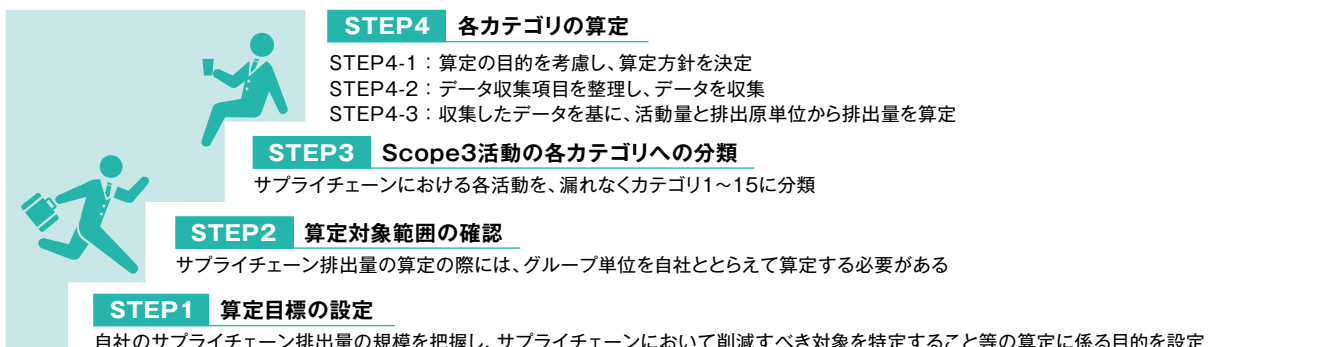 STEP4 各カテゴリの算定
STEP4-1：算定の目的を考慮し、算定方針を決定
STEP4-2：データ収集項目を整理し、データを収集
STEP4-3：収集したデータを基に、活動量と排出原単位から排出量を算定
STEP3 Scope3活動の各カテゴリへの分類
サプライチェーンにおける各活動を、漏れなくカテゴリ1～15に分類
STEP2 算定対象範囲の確認
サプライチェーン排出量の算定の際には、グループ単位を自社ととらえて算定する必要がある
STEP1 算定目標の設定
自社のサプライチェーン排出量の規模を把握し、サプライチェーンにおいて削減すべき対象を特定すること等の算定に係る目的を設定